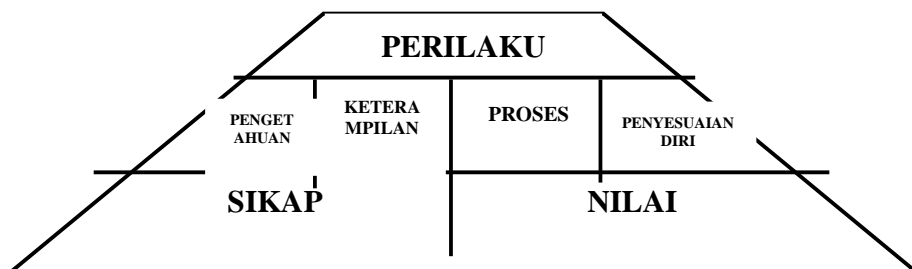 PERILAKU
PENGET
AHUAN
KETERA
MPILAN
PROSES
PENYESUAIAN
DIRI
SIKAP
NILAI